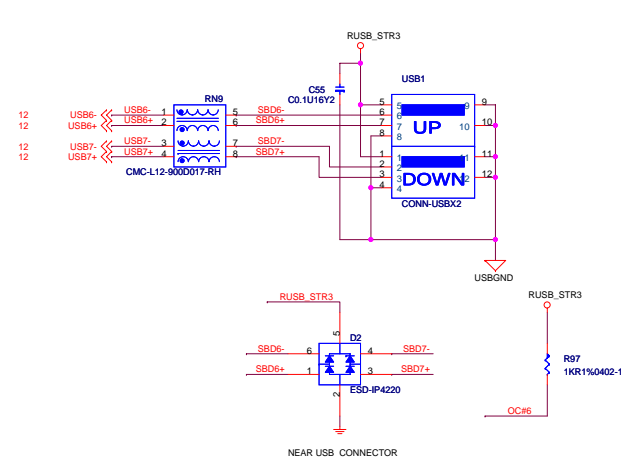 RUSB_STR3
C55
C0.1U16Y2
USB1
RN9
12 USB6- USB6- 1 5 SBD6-
12 USB6+ USB6+ 2 6 SBD6+
12 USB7- USB7- 3 7 SBD7-
12 USB7+ USB7+ 4 8 SBD7+
CMC-L12-900D017-RH
5 5 9 9
6 6
7 7 UP 10 10
8 8
1 1 11 11
2 2
3 3 DOWN 2 12
4 4
CONN-USBX2
USBGND
RUSB_STR3
RUSB_STR3
5
D2
SBD6- 6 4 SBD7-
SBD6+ 1 3 SBD7+
2
ESD-IP4220
R97
1KR1%0402-1
OC#6
NEAR USB CONNECTOR